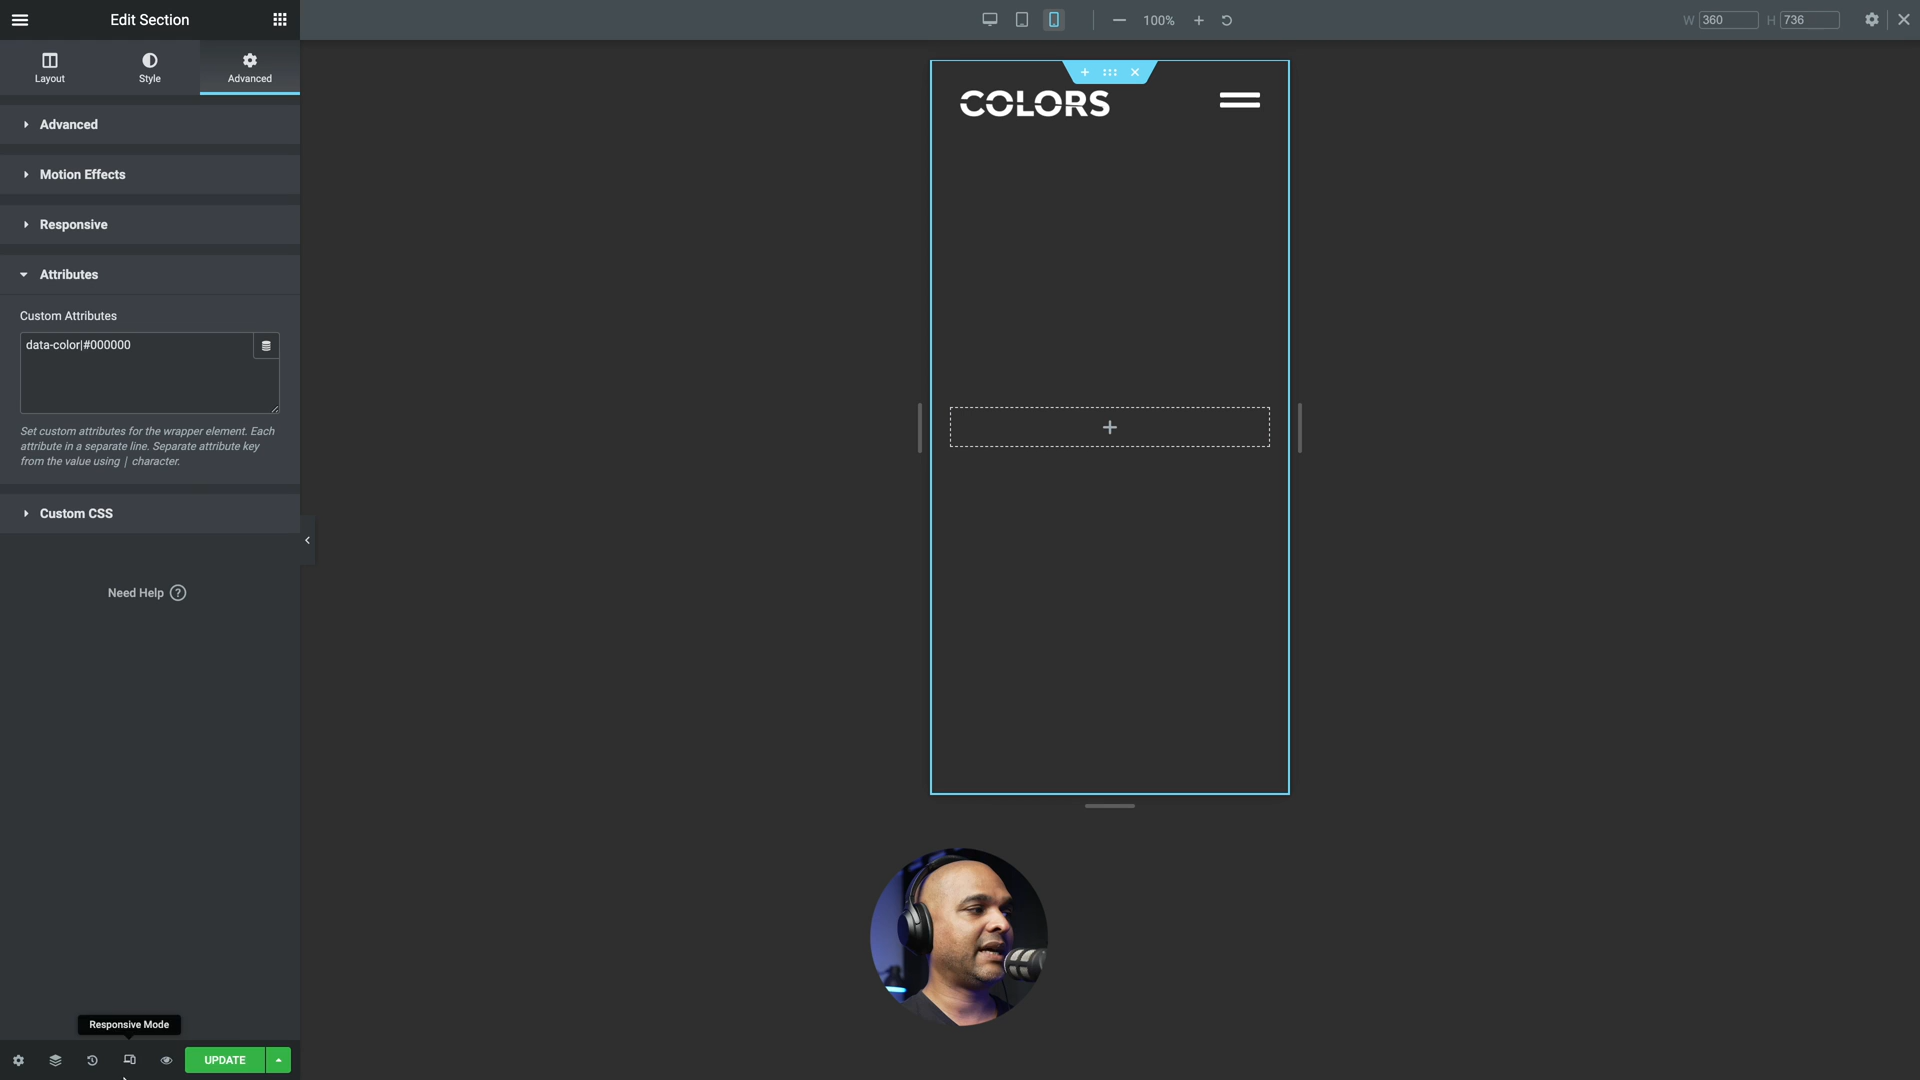 Edit Section
100%
W 360 H 736
Layout
Style
Advanced
Advanced
COLORS
Motion Effects
Responsive
Attributes
Custom Attributes
data-color|#000000
Set custom attributes for the wrapper element. Each
attribute in a separate line. Separate attribute key
from the value using | character.
Custom CSS
Need Help ?
Responsive Mode
UPDATE